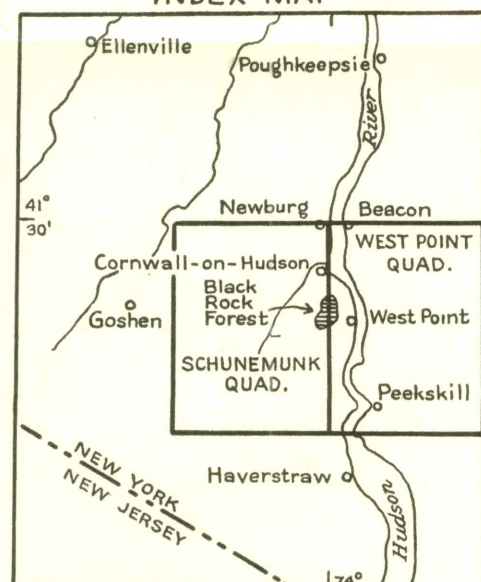 INDEX MAP
Ellenville
Poughkeepsie
River
41°
30'
Newburg
Beacon
WEST POINT
QUAD.
Cornwall-on-Hudson
Black
Rock
Forest
Goshen
West Point
SCHUNEMUNK
QUAD.
Peekskill
NEW YORK
NEW JERSEY
Haverstraw
Hudson
74°